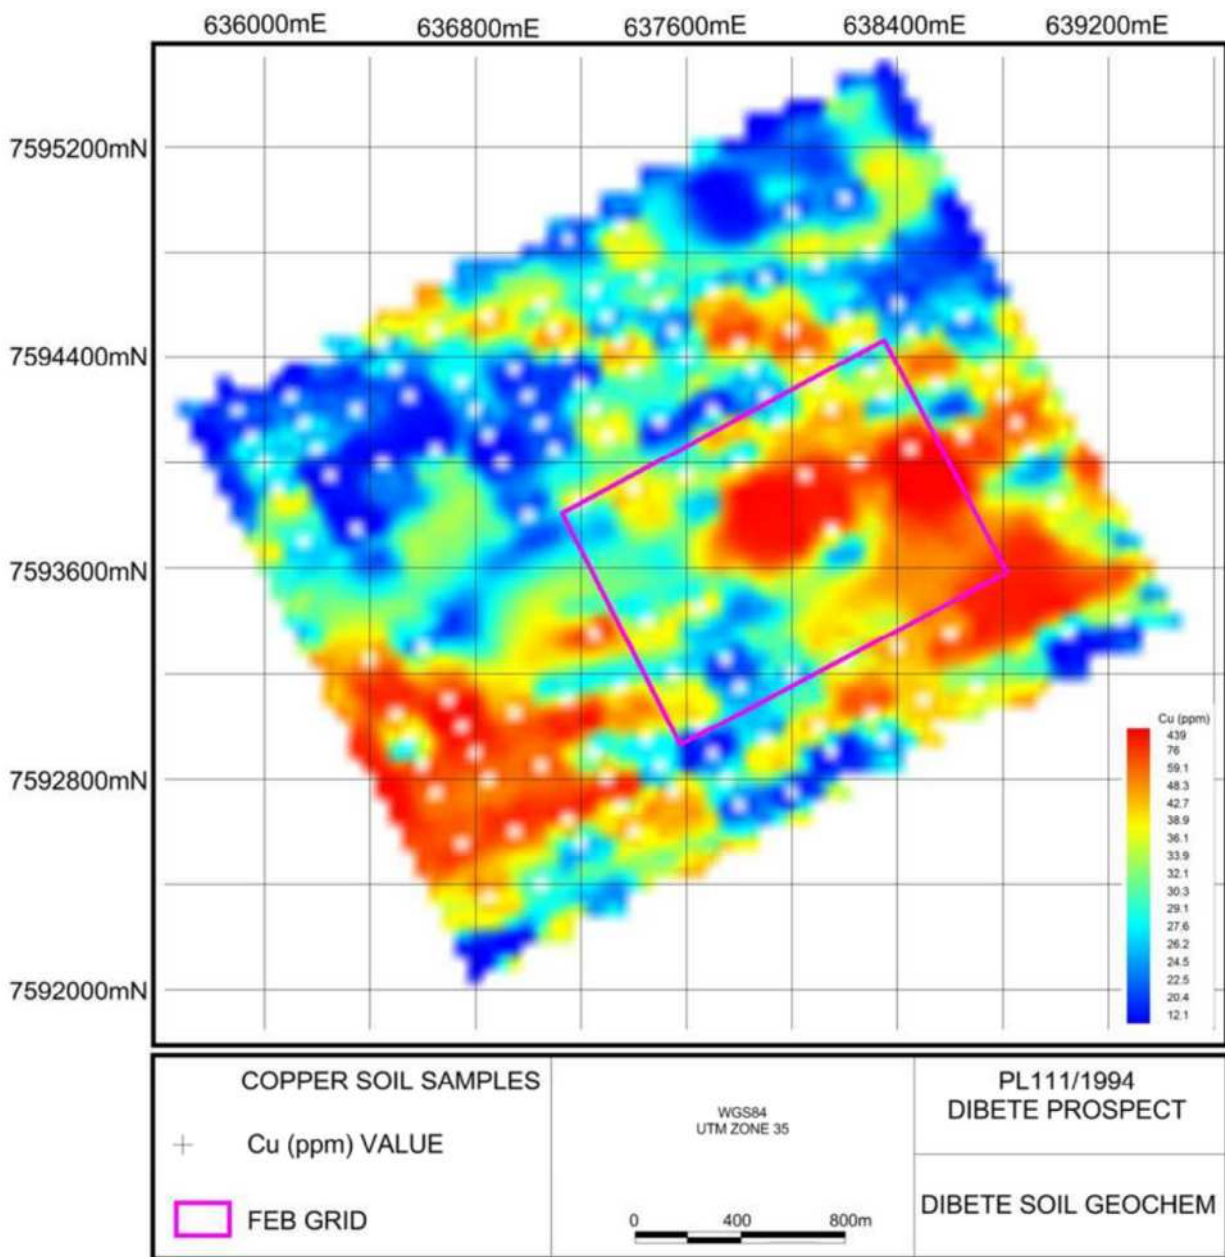 636000mE 636800mE 637600mE 638400mE 639200mE
7595200mN
7594400mN
7593600mN
7592800mN
7592000mN
Cu (ppm)
439
76
59.1
48.3
42.7
38.9
36.1
33.9
32.1
30.3
29.1
27.6
26.2
24.5
22.5
20.4
12.1
COPPER SOIL SAMPLES
Cu (ppm) VALUE
FEB GRID
WGS84
UTM ZONE 35
0 400 800m
PL111/1994
DIBETE PROSPECT
DIBETE SOIL GEOCHEM